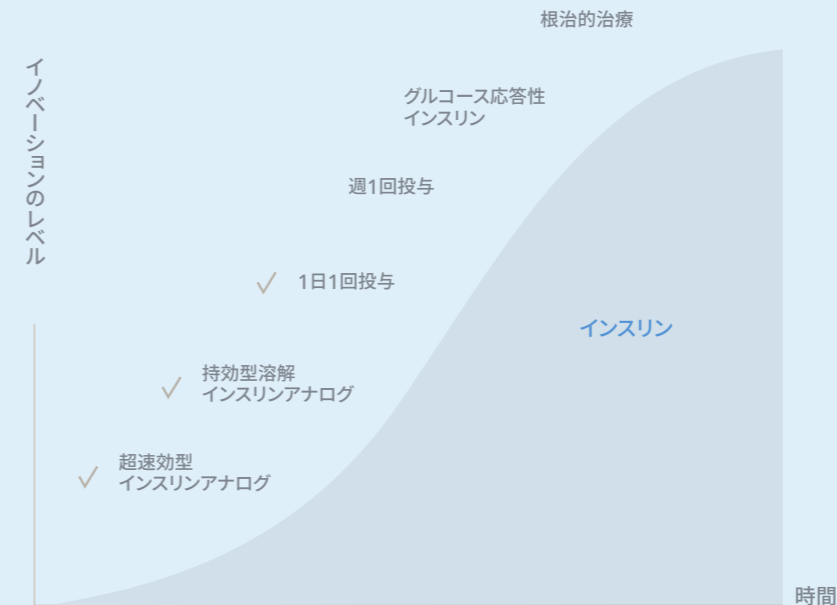 根治的治療
イノベーションのレベル
グルコース応答性
インスリン
週1回投与
1日1回投与
インスリン
持効型溶解
インスリンアナログ
超速効型
インスリンアナログ
時間